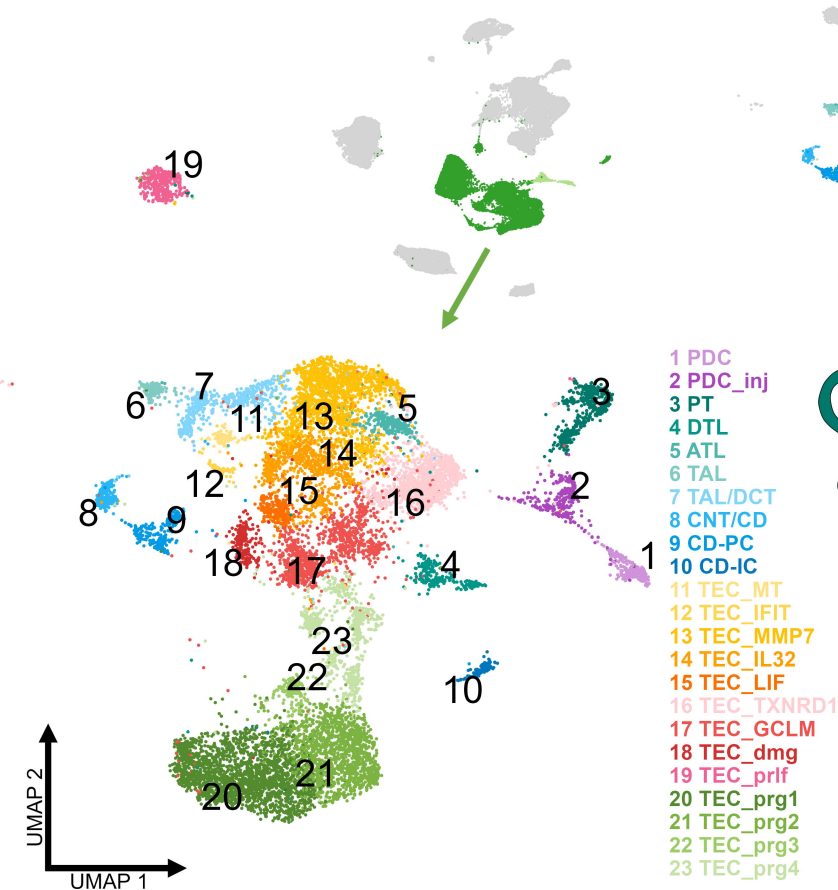 19
1 PDC
2 PDC_inj
3 PT
4 DTL
5 ATL
6 TAL
7 TAL/DCT
8 CNT/CD
9 CD-PC
10 CD-IC
11 TEC_MT
12 TEC_IFIT
13 TEC_MMP7
14 TEC_IL32
15 TEC_LIF
16 TEC_TXNRD1
17 TEC_GCLM
18 TEC_dmg
19 TEC_prlf
20 TEC_prg1
21 TEC_prg2
22 TEC_prg3
23 TEC_prg4
7
6
11
13
5
3
14
12
15
16
2
8
9
18
17
4
1
23
22
10
21
20
UMAP 2
UMAP 1